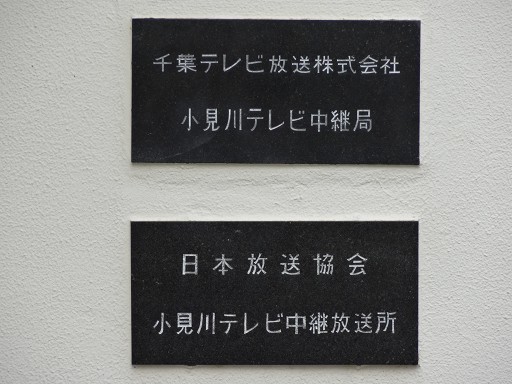 千葉テレビ放送株式会社
小見川テレビ中継局
日本放送協会
小見川テレビ中継放送所